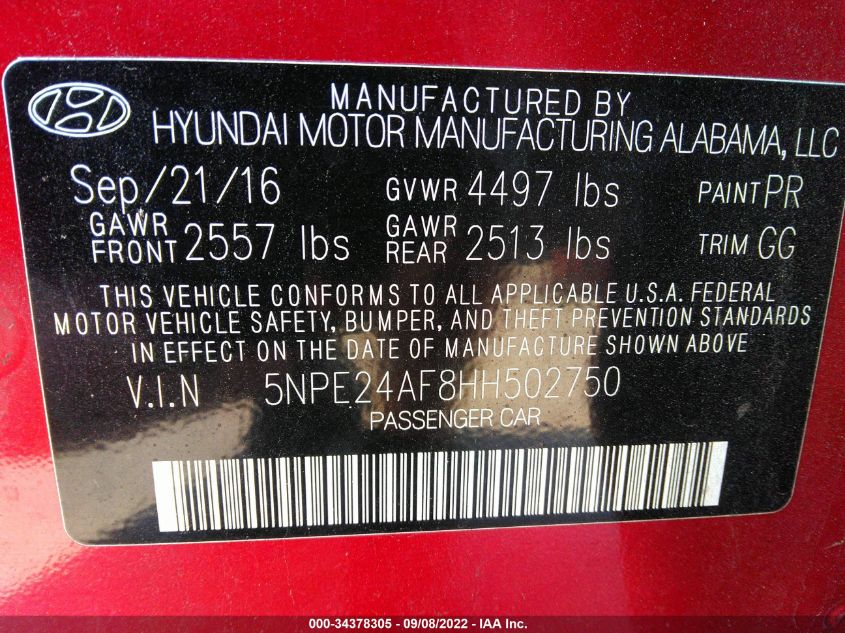 MANUFACTURED BY
HYUNDAI MOTOR MANUFACTURING ALABAMA, LLC
Sep/21/16 GVWR 4497 lbs PAINT PR
GAWR FRONT 2557 lbs GAWR REAR 2513 lbs TRIM GG
THIS VEHICLE CONFORMS TO ALL APPLICABLE U.S.A. FEDERAL
MOTOR VEHICLE SAFETY, BUMPER, AND THEFT PREVENTION STANDARDS
IN EFFECT ON THE DATE OF MANUFACTURE SHOWN ABOVE
V.I.N 5NPE24AF8HH502750
PASSENGER CAR
000-34378305 - 09/08/2022 - IAA Inc.